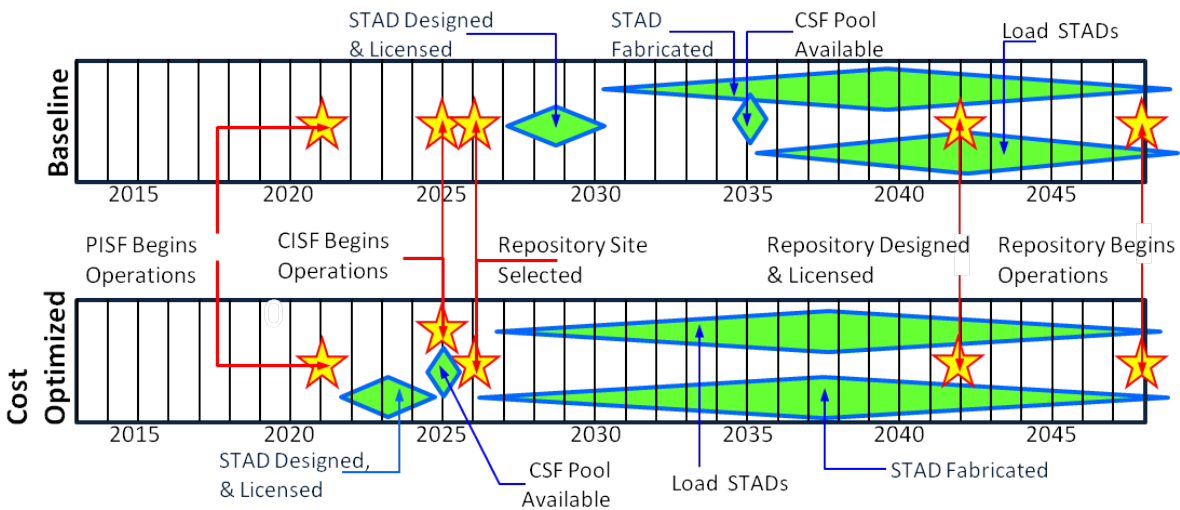 STAD Designed
& Licensed
STAD
Fabricated
CSF Pool
Available
Load STADs
Baseline
2015 2020 2025 2030 2035 2040 2045
PISF Begins
Operations
CISF Begins
Operations
Repository Site
Selected
Repository Designed
& Licensed
Repository Begins
Operations
0
Cost
Optimized
2015 2020 2025 2030 2035 2040 2045
STAD Designed,
& Licensed
CSF Pool
Available
Load STADs
STAD Fabricated